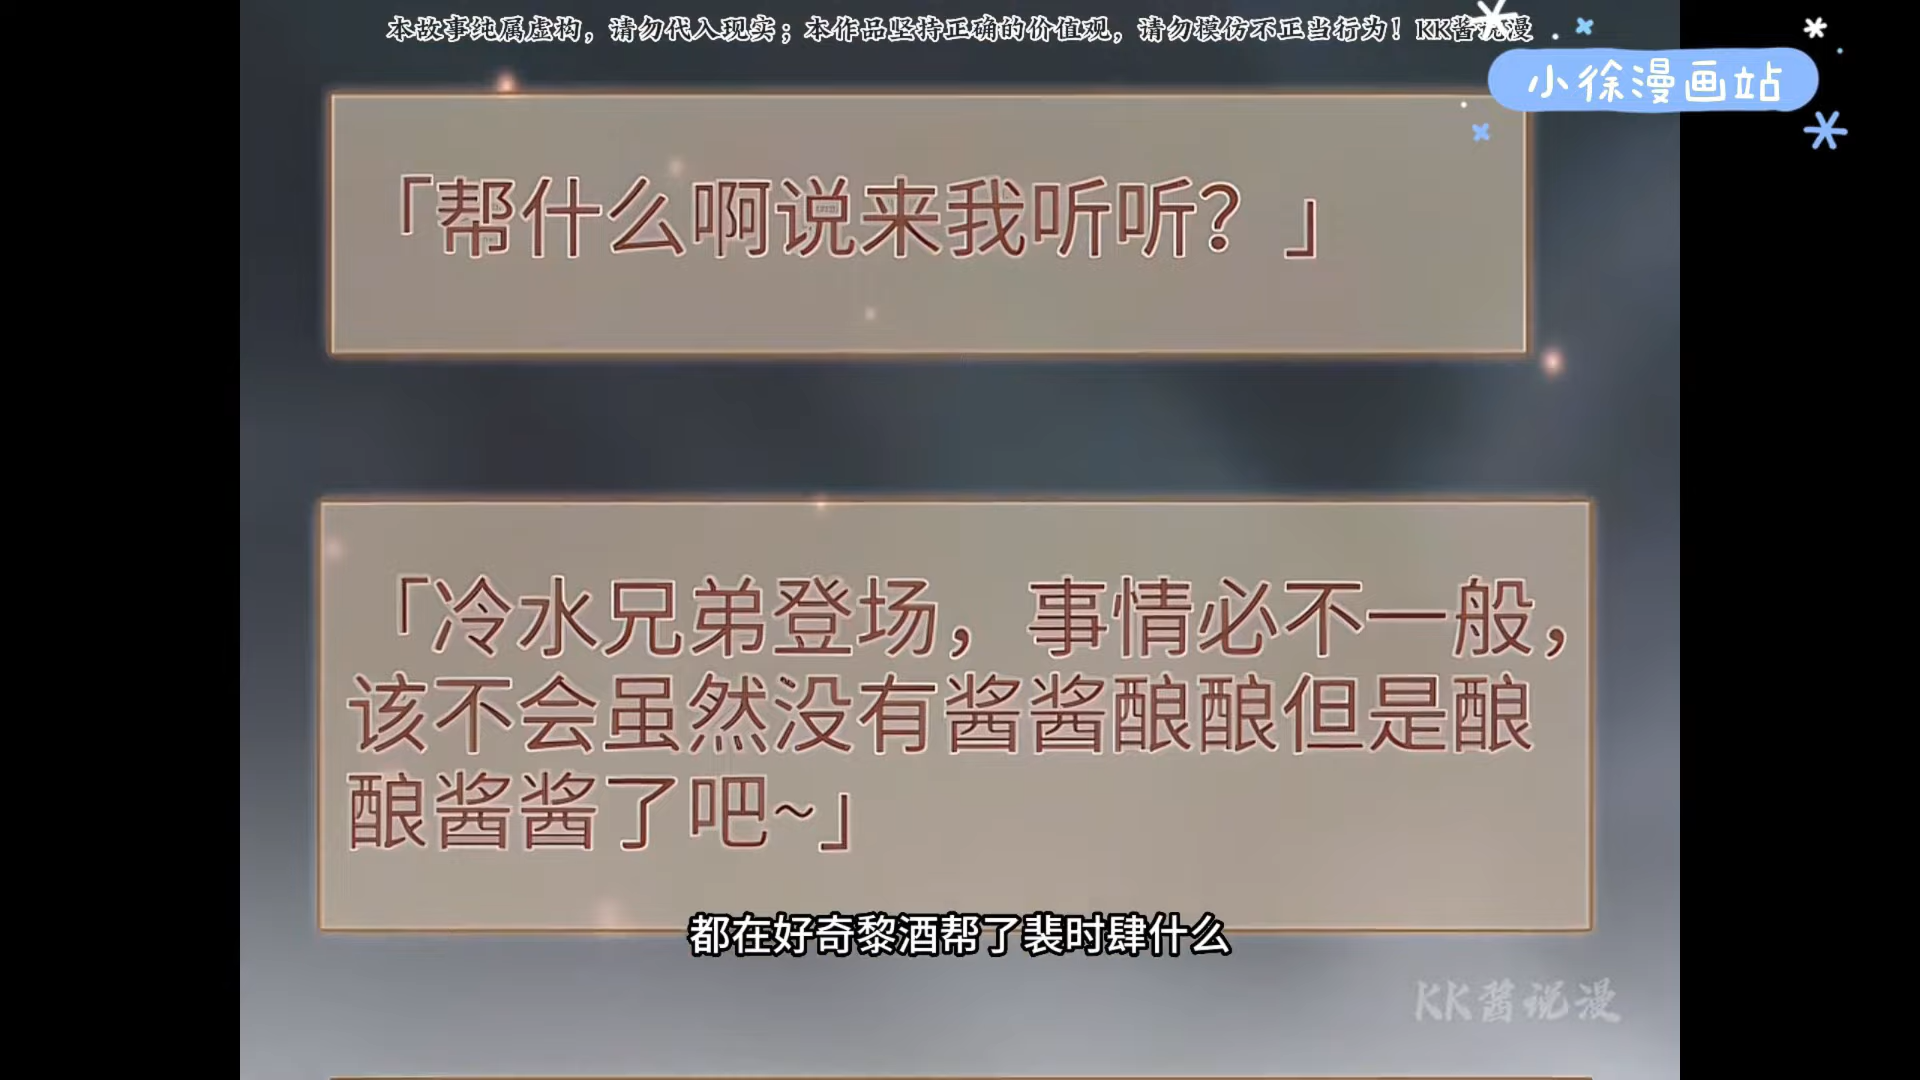 本故事纯属虚构，请勿代入现实；本作品坚持正确的价值观，请勿模仿不正当行为！KK酱说漫
小徐漫画站
「帮什么啊说来我听听？」
「冷水兄弟登场，事情必不一般，
该不会虽然没有酱酱酿酿但是酿
酿酱酱了吧~」
都在好奇黎酒帮了裴时肆什么
KK酱说漫